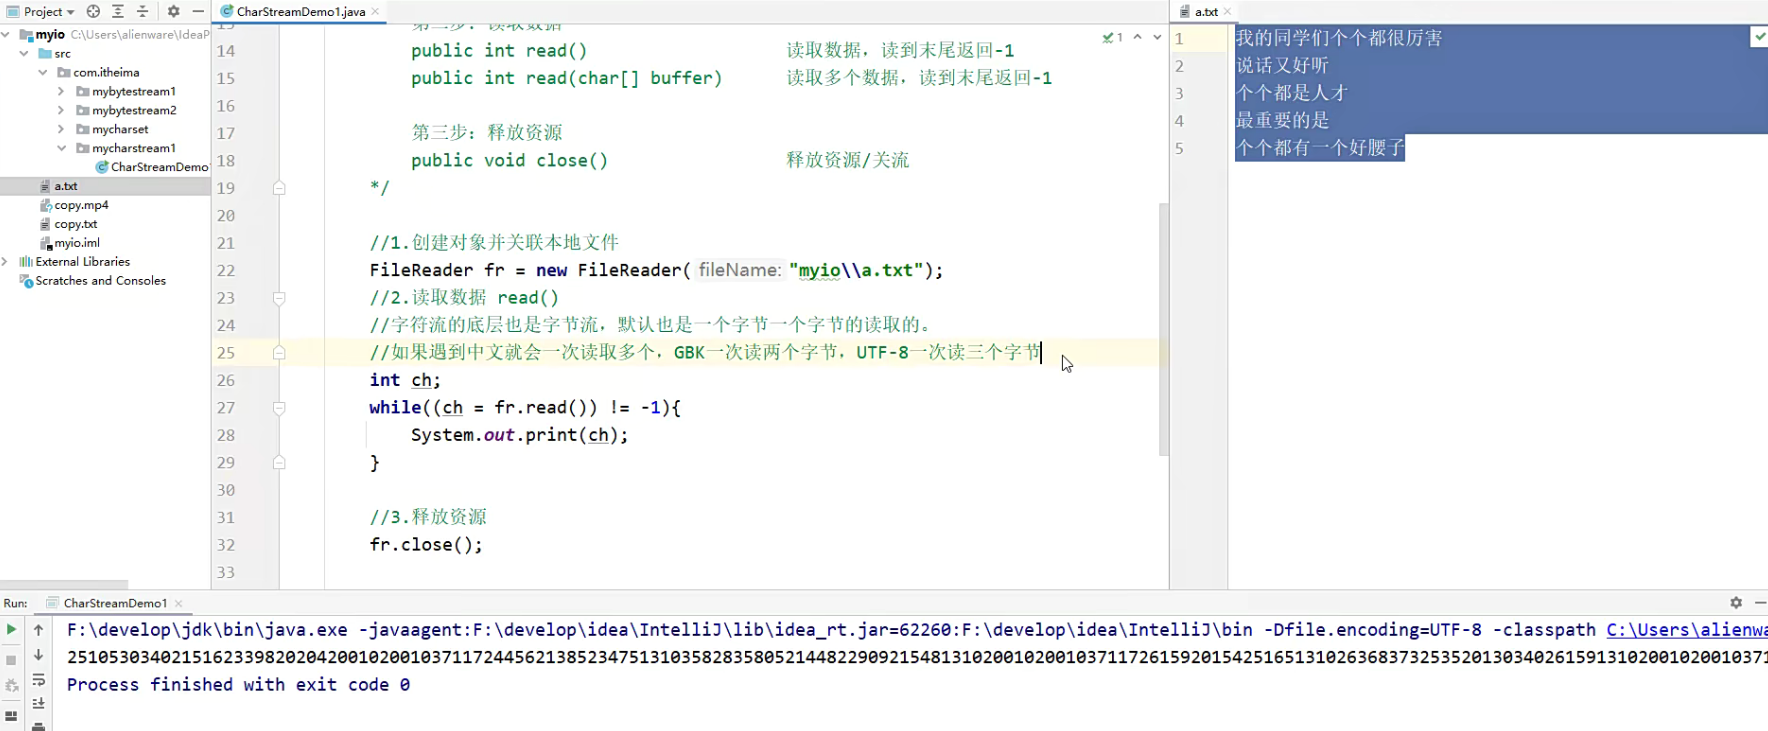 Project
CharStreamDemo1.java
a.txt
myio C:\Users\alienware\IdeaP
src
com.itheima
mybytestream1
mybytestream2
mycharset
mycharstream1
CharStreamDemo
a.txt
copy.mp4
copy.txt
myio.iml
External Libraries
Scratches and Consoles
第二步：读取数据
14 public int read() 读取数据，读到末尾返回-1
15 public int read(char[] buffer) 读取多个数据，读到末尾返回-1
16
17 第三步：释放资源
18 public void close() 释放资源/关流
19 */
20
21 //1.创建对象并关联本地文件
22 FileReader fr = new FileReader( fileName: "myio\\a.txt");
23 //2.读取数据 read()
24 //字符流的底层也是字节流，默认也是一个字节一个字节的读取的。
25 //如果遇到中文就会一次读取多个，GBK一次读两个字节，UTF-8一次读三个字节
26 int ch;
27 while((ch = fr.read()) != -1){
28 System.out.print(ch);
29 }
30
31 //3.释放资源
32 fr.close();
33
1
1 我的同学们个个都很厉害
2 说话又好听
3 个个都是人才
4 最重要的是
5 个个都有一个好腰子
Run: CharStreamDemo1
F:\develop\jdk\bin\java.exe -javaagent:F:\develop\idea\IntelliJ\lib\idea_rt.jar=62260:F:\develop\idea\IntelliJ\bin -Dfile.encoding=UTF-8 -classpath C:\Users\alienwa
Process finished with exit code 0